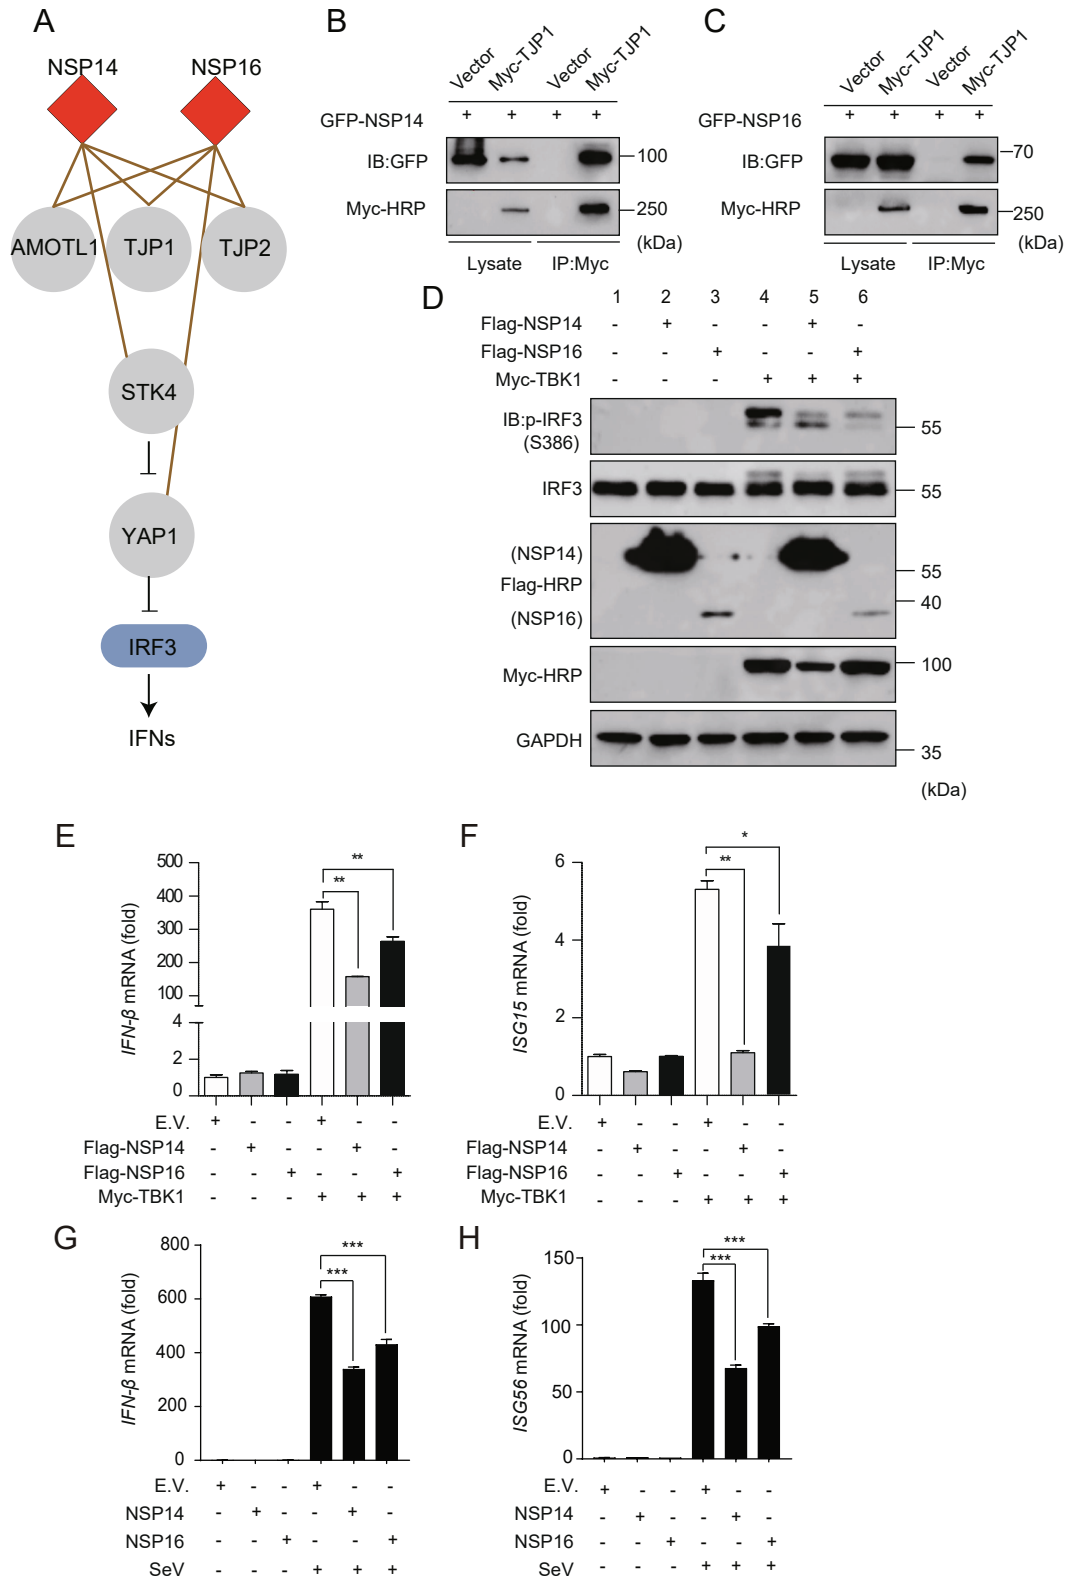 A
NSP14 NSP16
AMOTL1 TJP1 TJP2
STK4
YAP1
IRF3
IFNs
B
Vector Myc-TJP1 Vector Myc-TJP1
GFP-NSP14 + + + +
IB:GFP 100
Myc-HRP 250
(kDa)
Lysate IP:Myc
C
Vector Myc-TJP1 Vector Myc-TJP1
GFP-NSP16 + + + +
IB:GFP 70
Myc-HRP 250
(kDa)
Lysate IP:Myc
D
1 2 3 4 5 6
Flag-NSP14 - + - - + -
Flag-NSP16 - - + - - +
Myc-TBK1 - - - + + +
IB:p-IRF3 55
(S386)
IRF3 55
(NSP14) 55
Flag-HRP 40
(NSP16)
Myc-HRP 100
GAPDH 35
(kDa)
E
IFN-β mRNA (fold)
500
400
300
200
100
4
2
0
** **
E.V. + - - + - -
Flag-NSP14 - + - - + -
Flag-NSP16 - - + - - +
Myc-TBK1 - - - + + +
F
ISG15 mRNA (fold)
6
4
2
0
* **
E.V. + - - + - -
Flag-NSP14 - + - - + -
Flag-NSP16 - - + - - +
Myc-TBK1 - - - + + +
G
IFN-β mRNA (fold)
800
600
400
200
0
*** ***
E.V. + - - + - -
NSP14 - + - - + -
NSP16 - - + - - +
SeV - - - + + +
H
ISG56 mRNA (fold)
150
100
50
0
*** ***
E.V. + - - + - -
NSP14 - + - - + -
NSP16 - - + - - +
SeV - - - + + +